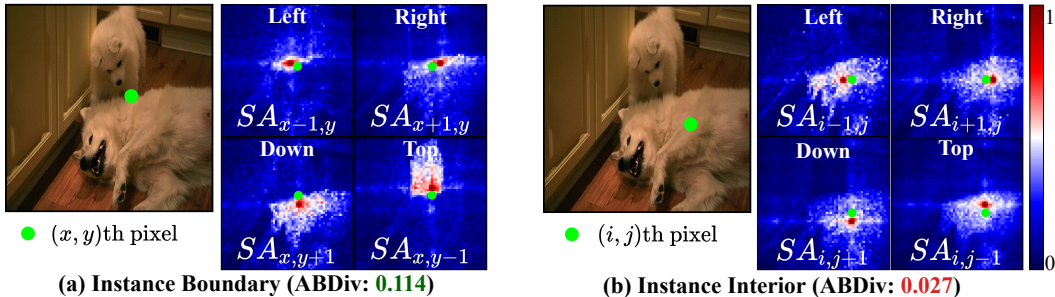 Left
Right
SA_{x−1,y}
SA_{x+1,y}
Down
Top
SA_{x,y+1}
SA_{x,y−1}
(x, y)th pixel
(a) Instance Boundary (ABDiv: 0.114)
Left
Right
SA_{i−1,j}
SA_{i+1,j}
Down
Top
SA_{i,j+1}
SA_{i,j−1}
(i, j)th pixel
(b) Instance Interior (ABDiv: 0.027)
1
0